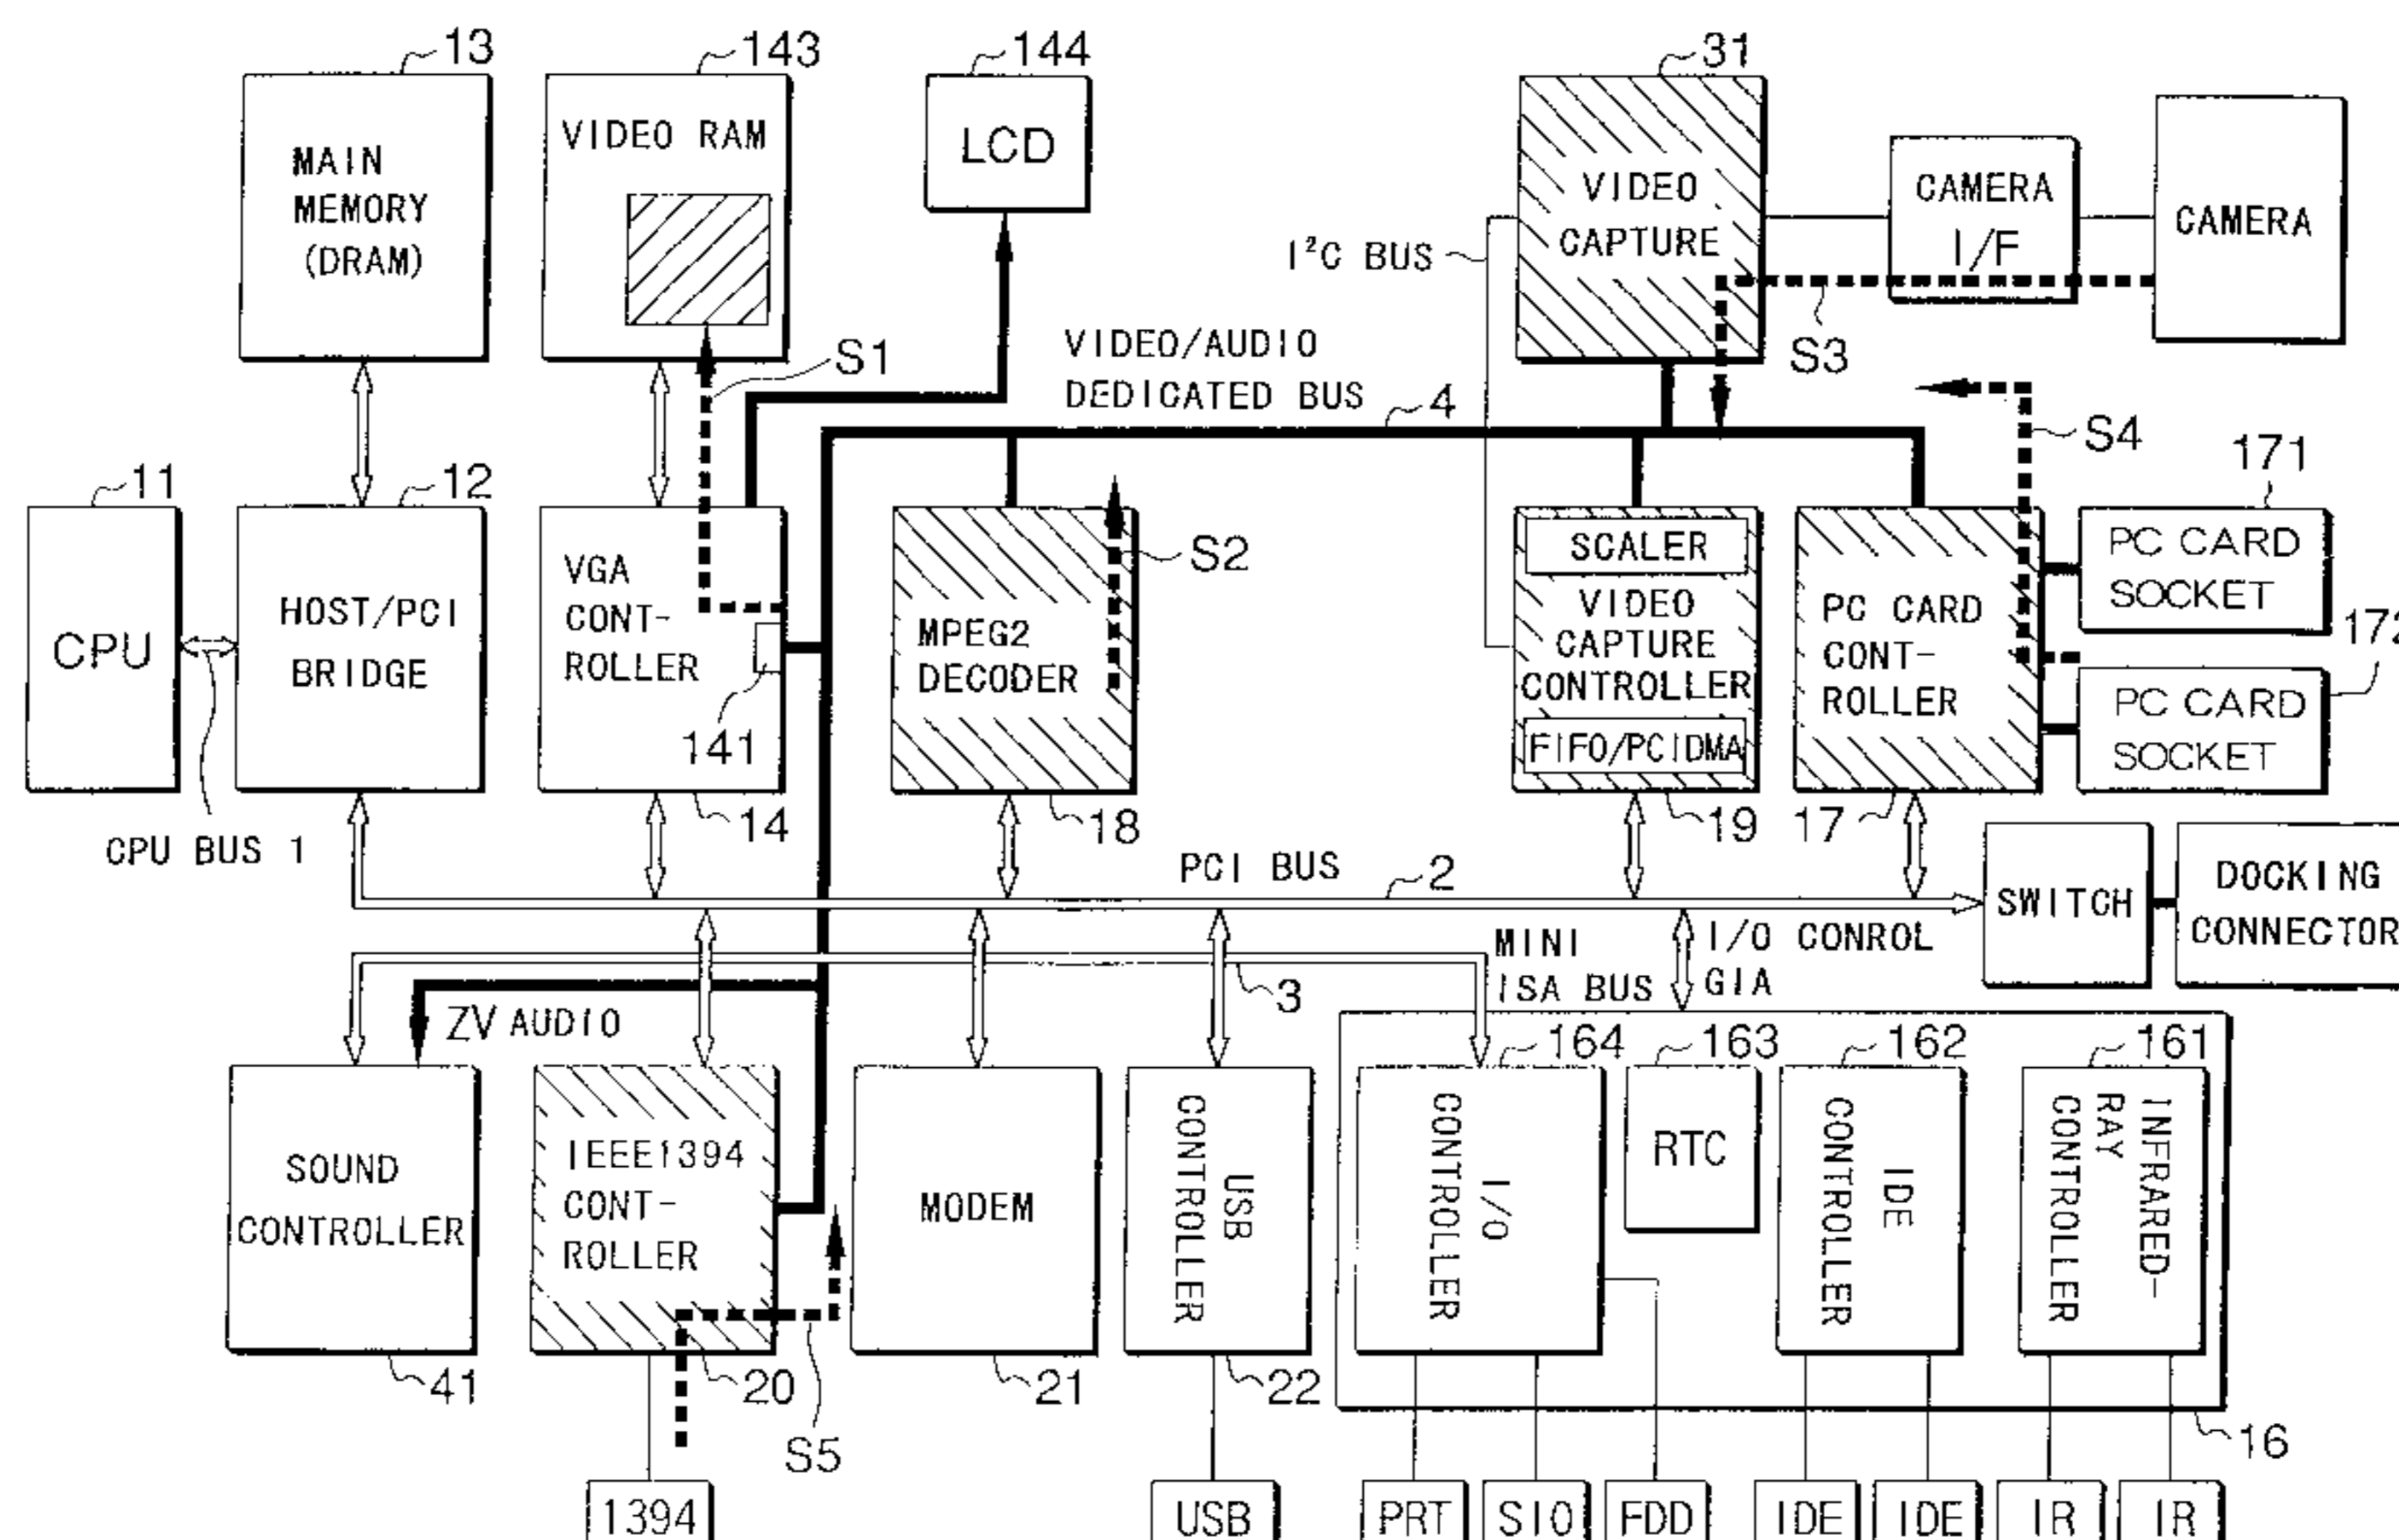 13
143
144
31
MAIN
MEMORY
(DRAM)
VIDEO RAM
LCD
VIDEO
CAPTURE
CAMERA
I/F
CAMERA
I²C BUS
S1
VIDEO/AUDIO
DEDICATED BUS
4
S3
S4
171
11
12
CPU
HOST/PCI
BRIDGE
VGA
CONT-
ROLLER
141
MPEG2
DECODER
S2
SCALER
VIDEO
CAPTURE
CONTROLLER
FIFO/PCIDMA
PC CARD
CONT-
ROLLER
PC CARD
SOCKET
172
PC CARD
SOCKET
CPU BUS 1
14
18
19
17
PCI BUS
2
SWITCH
DOCKING
CONNECTOR
MINI
ISA BUS
I/O CONROL
GIA
3
ZV AUDIO
164
163
162
161
SOUND
CONTROLLER
IEEE1394
CONT-
ROLLER
MODEM
USB
CONTROLLER
I/O
CONTROLLER
RTC
IDE
CONTROLLER
INFRARED-
RAY
CONTROLLER
41
20
S5
21
22
16
1394
USB
PRT
SIO
FDD
IDE
IDE
IR
IR